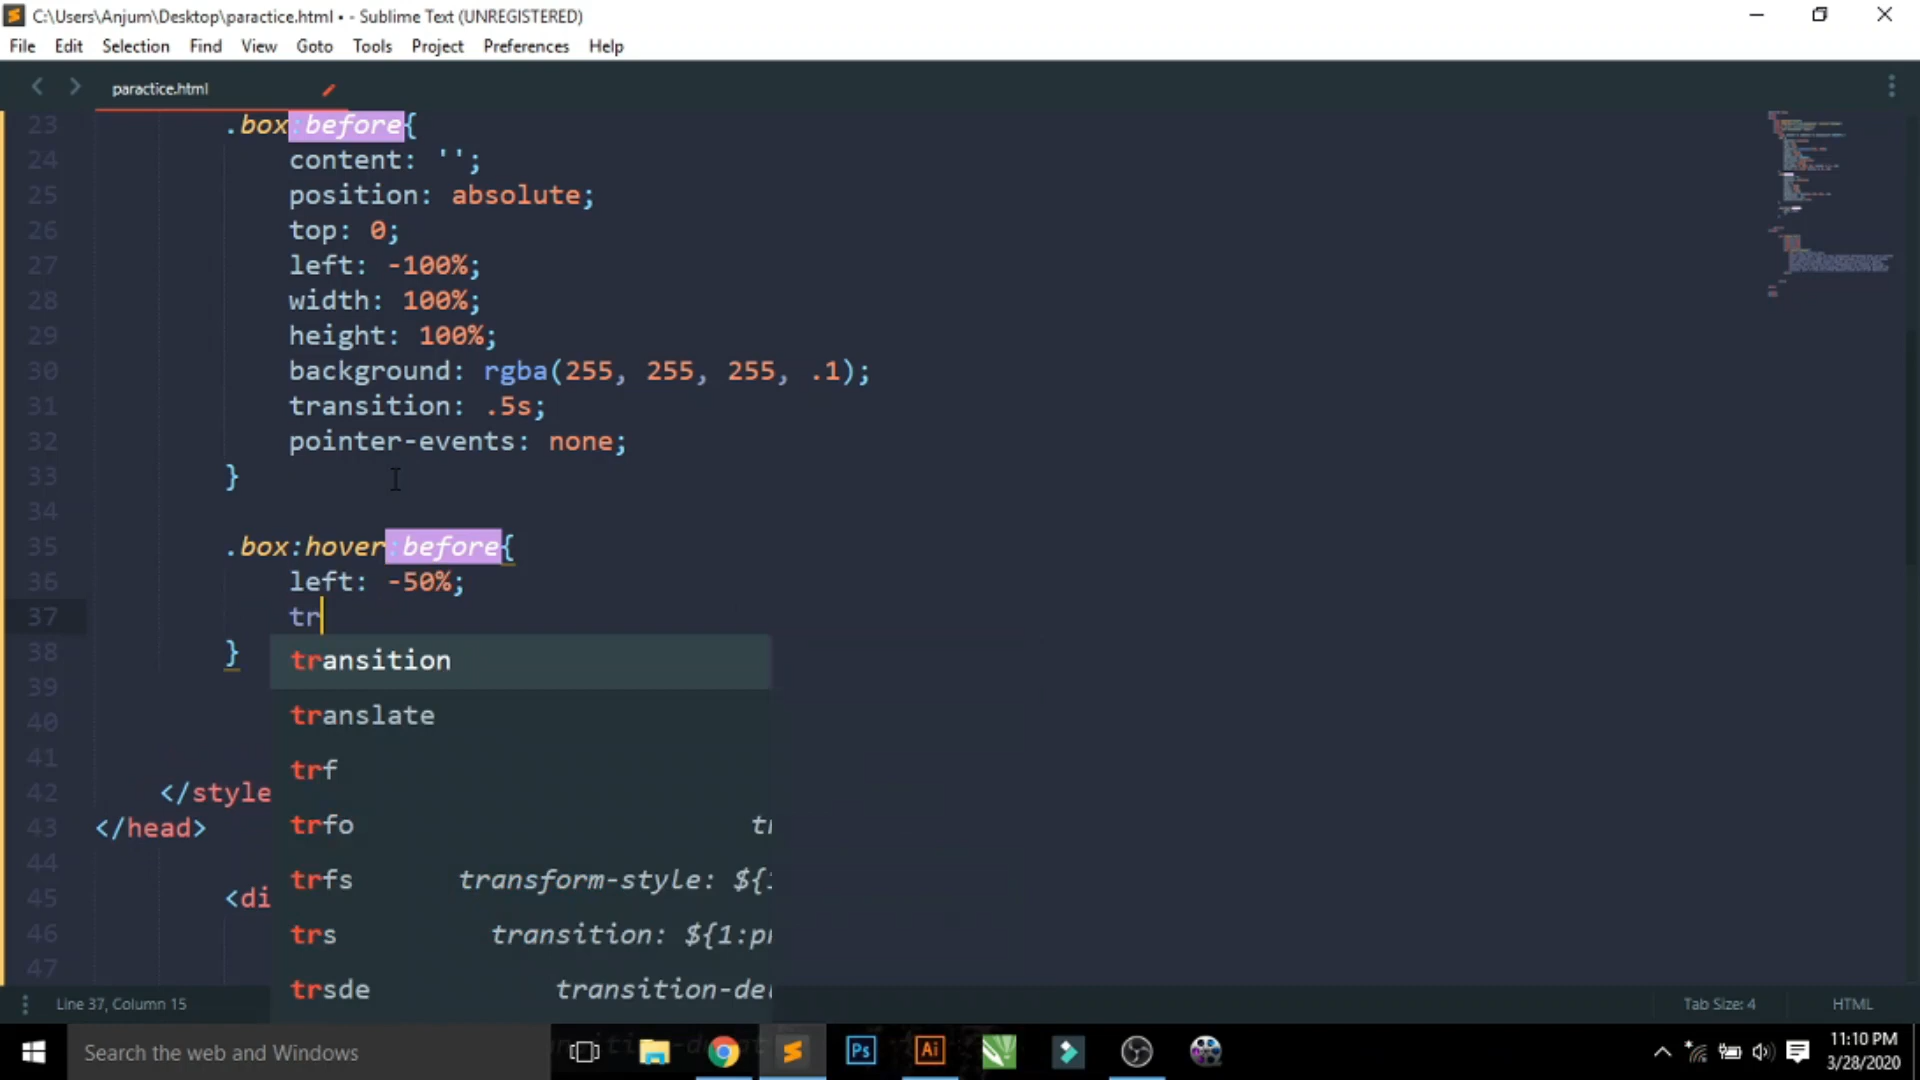 C:\Users\Anjum\Desktop\paractice.html • - Sublime Text (UNREGISTERED)
File Edit Selection Find View Goto Tools Project Preferences Help
paractice.html
23 .box:before{
24 content: '';
25 position: absolute;
26 top: 0;
27 left: -100%;
28 width: 100%;
29 height: 100%;
30 background: rgba(255, 255, 255, .1);
31 transition: .5s;
32 pointer-events: none;
33 }
34
35 .box:hover:before{
36 left: -50%;
37 tr
38 }
transition
39
translate
40
41
trf
42 </style
43 </head>
trfo tr
44
trfs transform-style: ${1
45 <di
46
trs transition: ${1:pr
47
trsde transition-de
Line 37, Column 15 Tab Size: 4 HTML
Search the web and Windows
Ps
Ai
11:10 PM
3/28/2020